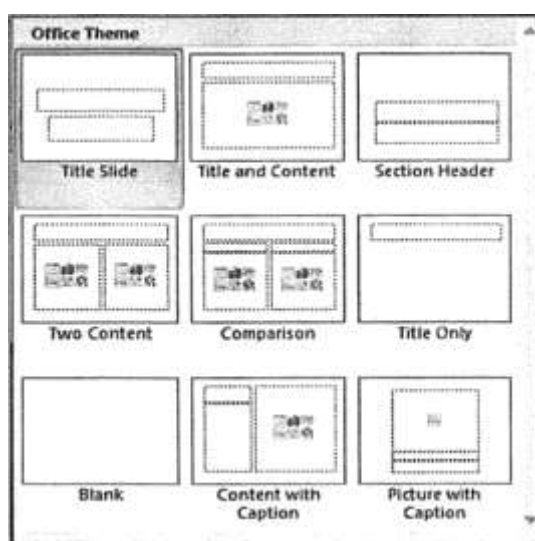 Office Theme
Title Slide
Title and Content
Section Header
Two Content
Comparison
Title Only
Blank
Content with
Caption
Picture with
Caption